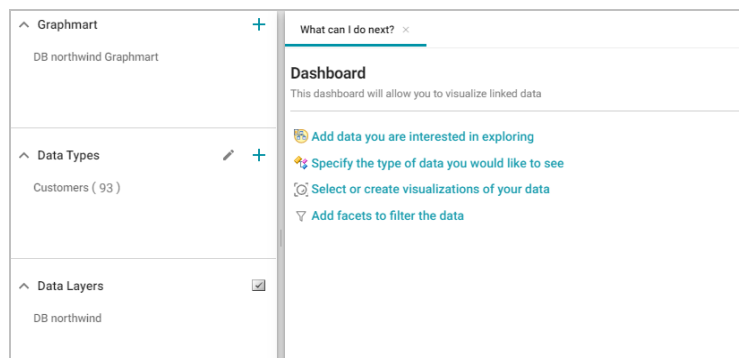 Graphmart
DB northwind Graphmart
Data Types
Customers ( 93 )
Data Layers
DB northwind
What can I do next?
Dashboard
This dashboard will allow you to visualize linked data
Add data you are interested in exploring
Specify the type of data you would like to see
Select or create visualizations of your data
Add facets to filter the data